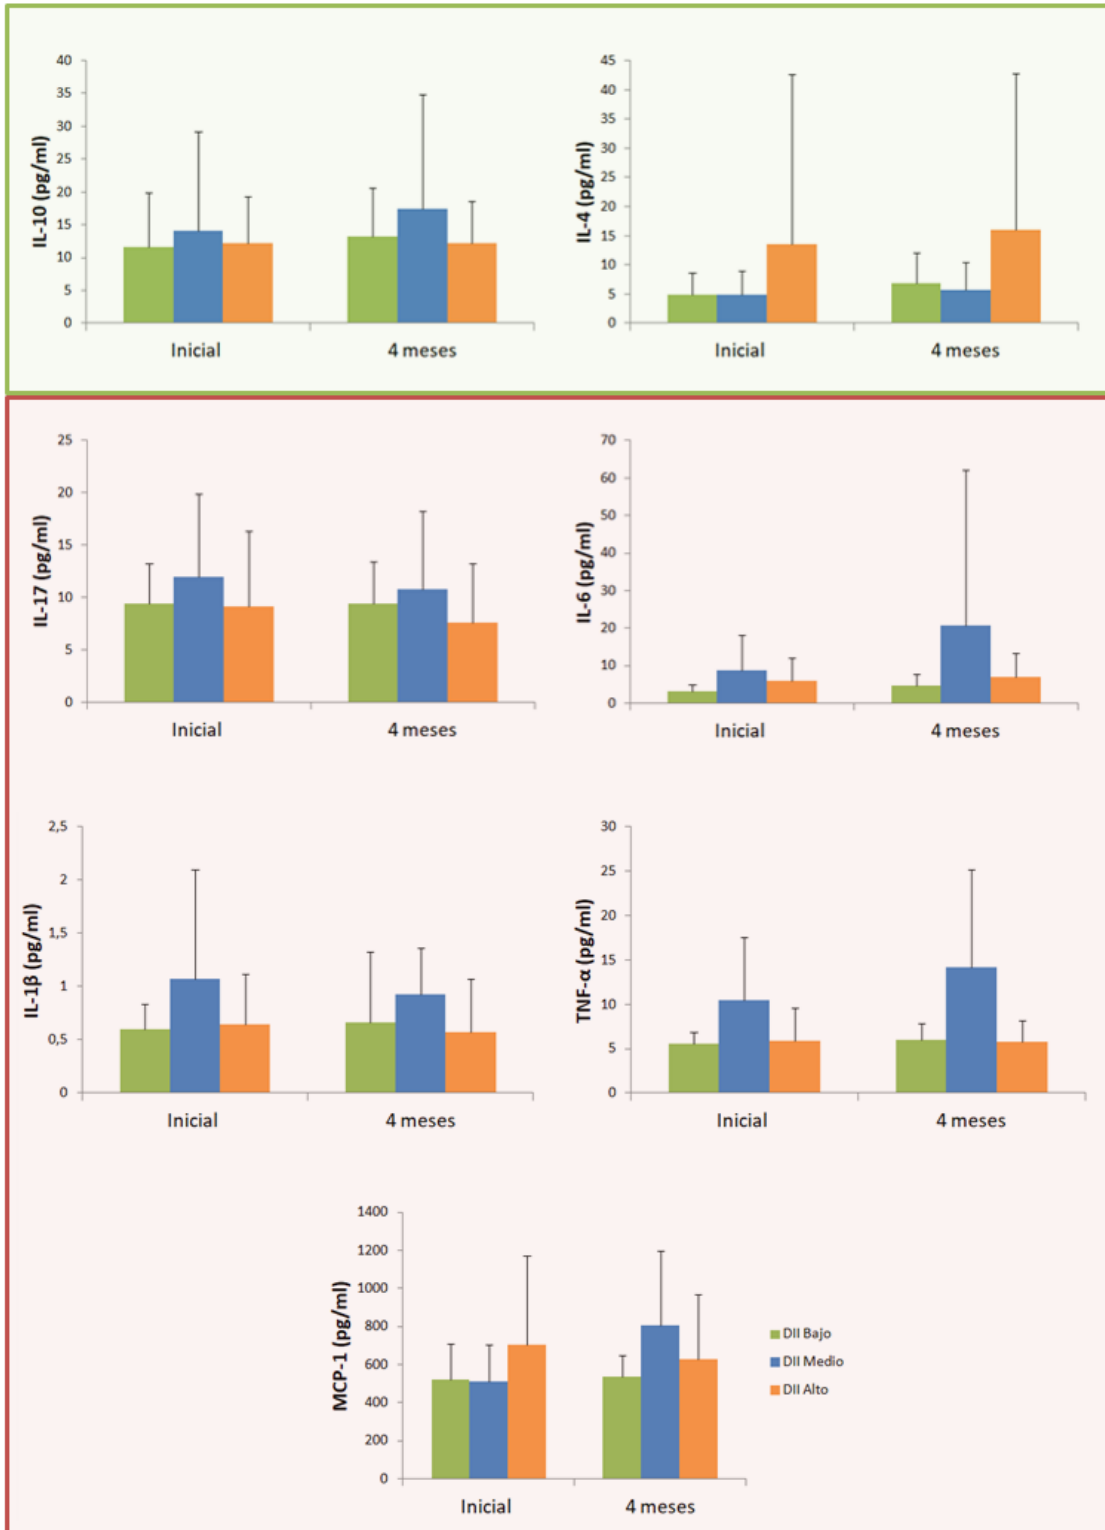 IL-10 (pg/ml)
40
35
30
25
20
15
10
5
0
Inicial
4 meses
IL-4 (pg/ml)
45
40
35
30
25
20
15
10
5
0
Inicial
4 meses
IL-17 (pg/ml)
25
20
15
10
5
0
Inicial
4 meses
IL-6 (pg/ml)
70
60
50
40
30
20
10
0
Inicial
4 meses
IL-1β (pg/ml)
2,5
2
1,5
1
0,5
0
Inicial
4 meses
TNF-α (pg/ml)
30
25
20
15
10
5
0
Inicial
4 meses
MCP-1 (pg/ml)
1400
1200
1000
800
600
400
200
0
Inicial
4 meses
DII Bajo
DII Medio
DII Alto